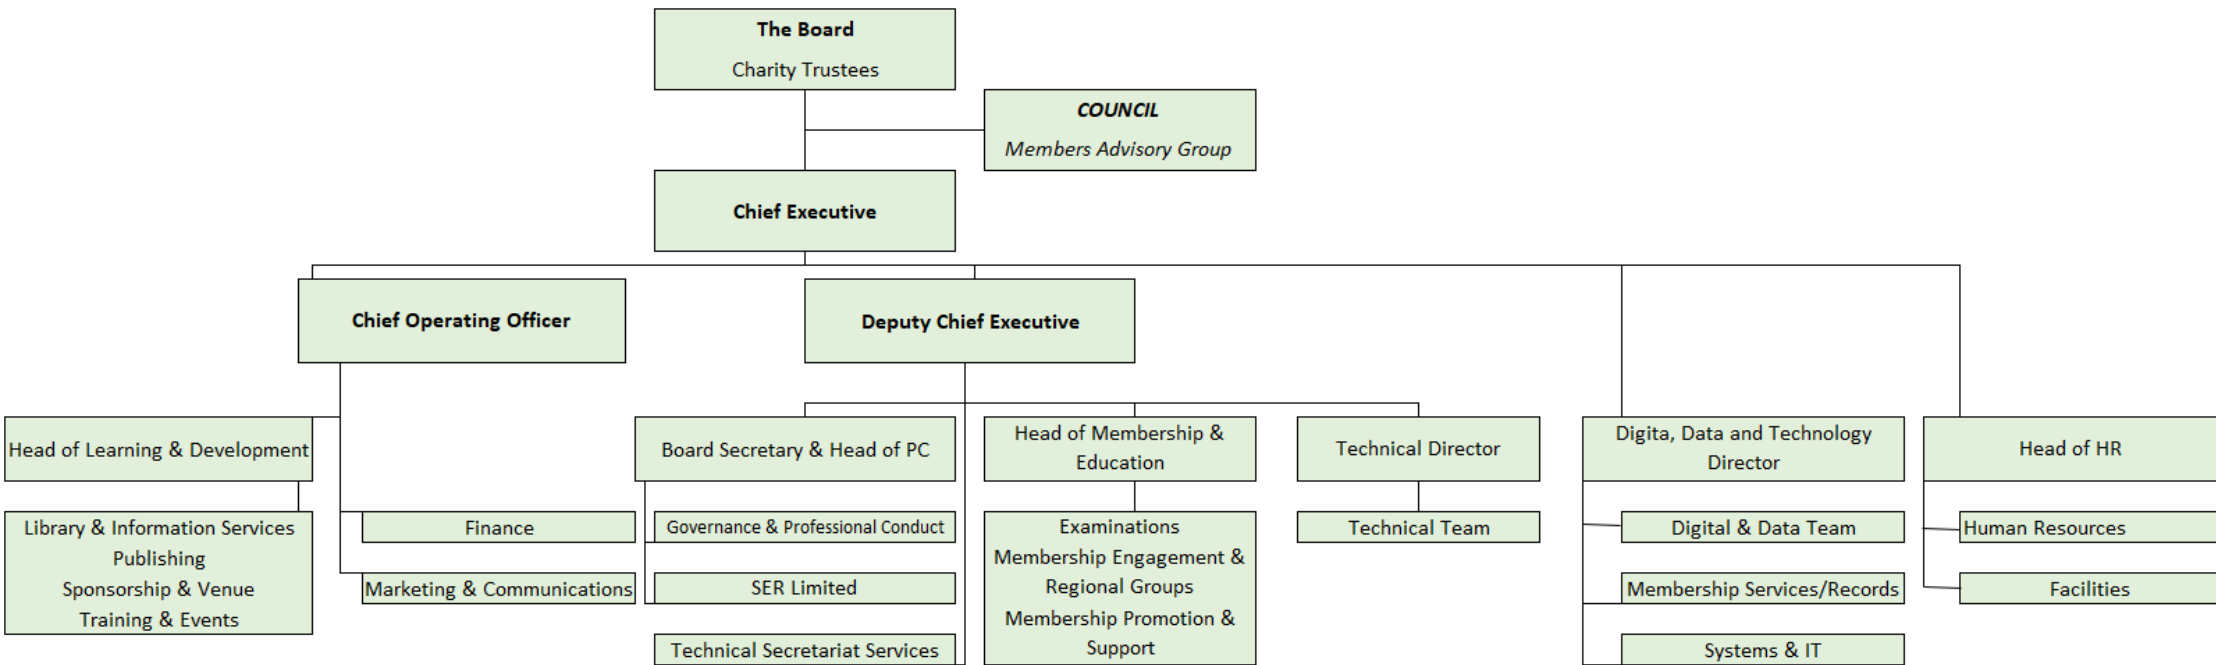 The Board
Charity Trustees
COUNCIL
Members Advisory Group
Chief Executive
Chief Operating Officer
Deputy Chief Executive
Head of Learning & Development
Board Secretary & Head of PC
Head of Membership &
Education
Technical Director
Digita, Data and Technology
Director
Head of HR
Library & Information Services
Publishing
Sponsorship & Venue
Training & Events
Finance
Marketing & Communications
Governance & Professional Conduct
SER Limited
Technical Secretariat Services
Examinations
Membership Engagement &
Regional Groups
Membership Promotion &
Support
Technical Team
Digital & Data Team
Membership Services/Records
Systems & IT
Human Resources
Facilities